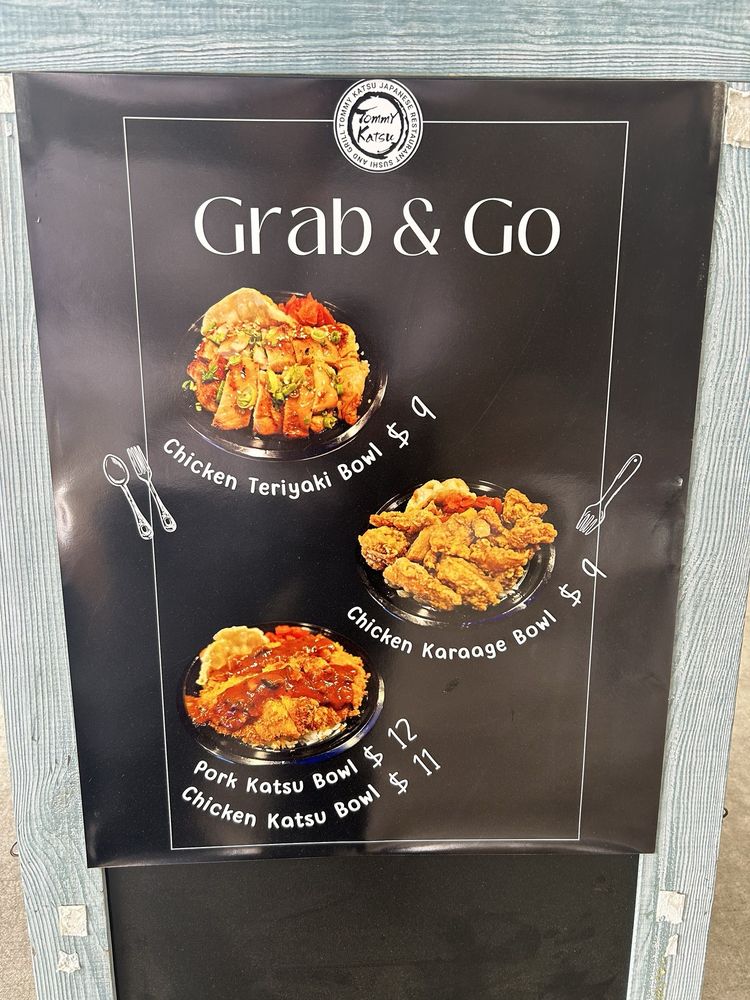 TOMMY KATSU JAPANESE RESTAURANT SUSHI AND GRILL
Tommy
Katsu
Grab & Go
Chicken Teriyaki Bowl $ 9
Chicken Karaage Bowl $ 9
Pork Katsu Bowl $ 12
Chicken Katsu Bowl $ 11